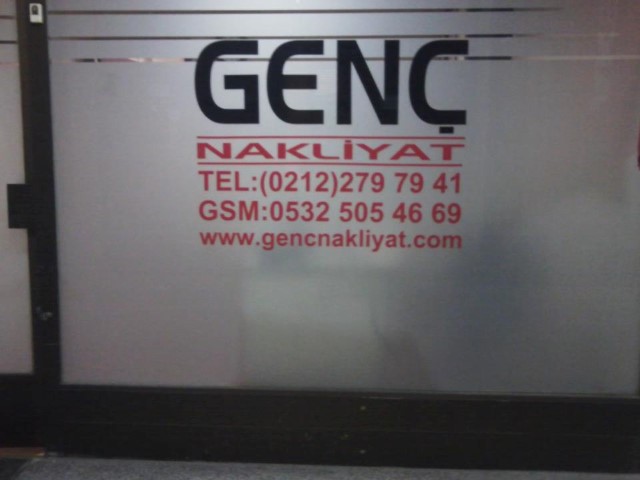 GENÇ
NAKLİYAT
TEL:(0212)279 79 41
GSM:0532 505 46 69
www.gencnakliyat.com